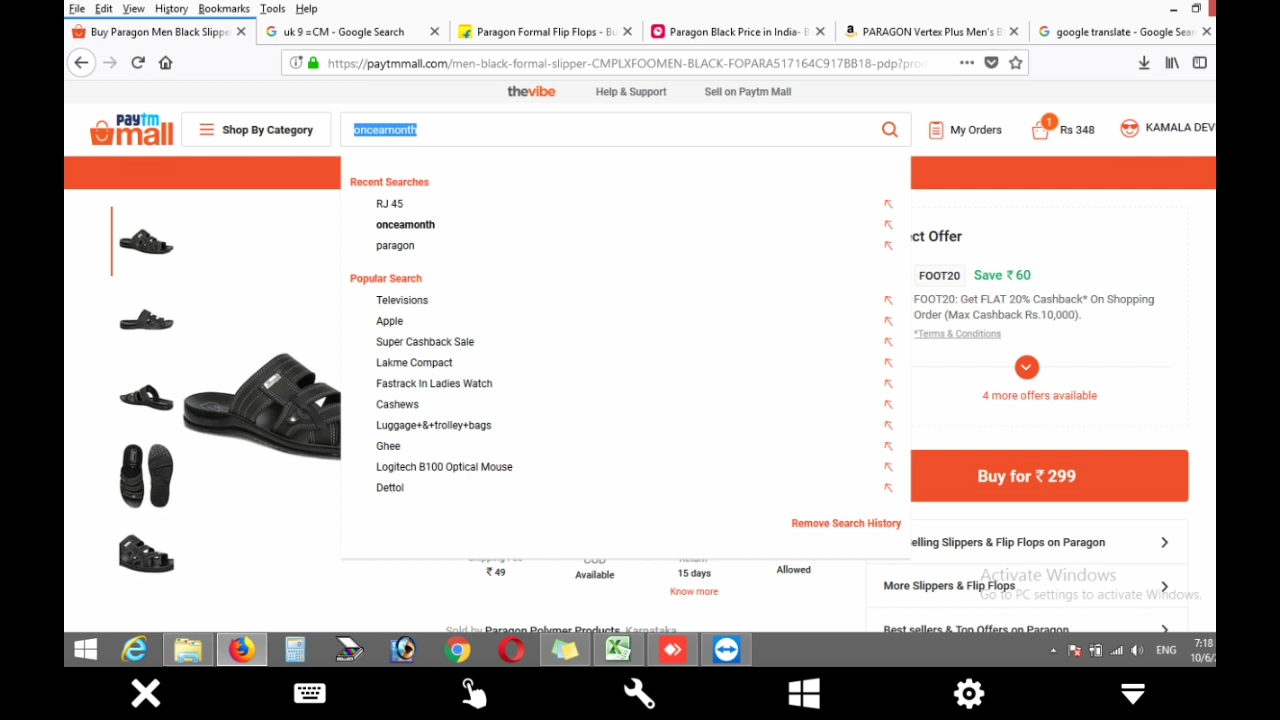 File Edit View History Bookmarks Tools Help
Buy Paragon Men Black Slippe
uk 9 =CM - Google Search
Paragon Formal Flip Flops - Bu
Paragon Black Price in India- B
PARAGON Vertex Plus Men's B
google translate - Google Sear
https://paytmmall.com/men-black-formal-slipper-CMPLXFOOMEN-BLACK-FOPARA517164C917BB18-pdp?proc
thevibe Help & Support Sell on Paytm Mall
paytm mall
Shop By Category
onceamonth
My Orders
1
Rs 348
KAMALA DEV
Recent Searches
RJ 45
onceamonth
paragon
Popular Search
Televisions
Apple
Super Cashback Sale
Lakme Compact
Fastrack In Ladies Watch
Cashews
Luggage+&+trolley+bags
Ghee
Logitech B100 Optical Mouse
Dettol
Remove Search History
ct Offer
FOOT20 Save ₹ 60
FOOT20: Get FLAT 20% Cashback* On Shopping
Order (Max Cashback Rs.10,000).
*Terms & Conditions
4 more offers available
Buy for ₹ 299
elling Slippers & Flip Flops on Paragon
More Slippers & Flip Flops
Best sellers & Top Offers on Paragon
₹ 49
COD
Available
15 days
Know more
Allowed
Sold by Paragon Polymer Products, Karnataka
Activate Windows
Go to PC settings to activate Windows.
ENG
7:18
10/6/